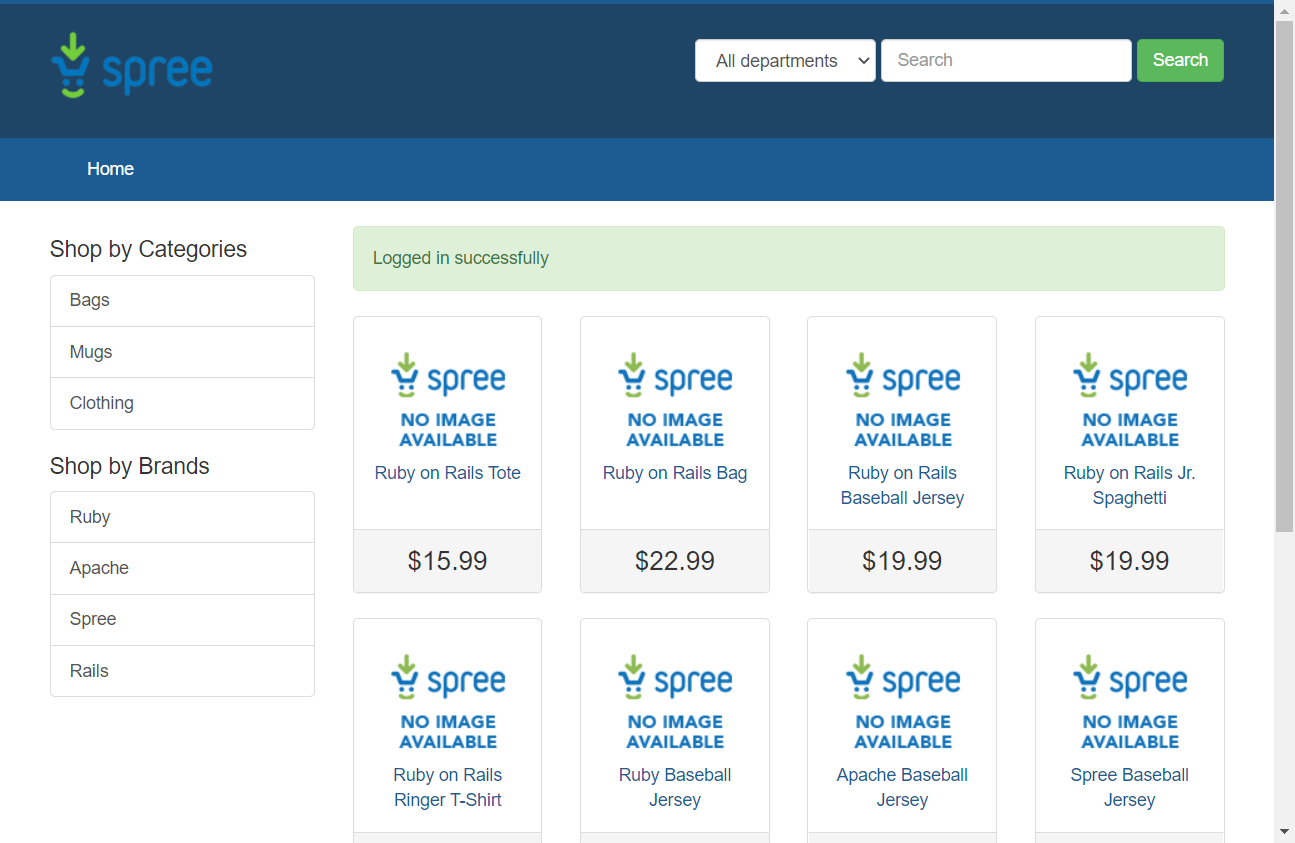 spree
All departments
Search
Search
Home
Shop by Categories
Bags
Mugs
Clothing
Shop by Brands
Ruby
Apache
Spree
Rails
Logged in successfully
spree
NO IMAGE
AVAILABLE
Ruby on Rails Tote
$15.99
spree
NO IMAGE
AVAILABLE
Ruby on Rails Bag
$22.99
spree
NO IMAGE
AVAILABLE
Ruby on Rails
Baseball Jersey
$19.99
spree
NO IMAGE
AVAILABLE
Ruby on Rails Jr.
Spaghetti
$19.99
spree
NO IMAGE
AVAILABLE
Ruby on Rails
Ringer T-Shirt
spree
NO IMAGE
AVAILABLE
Ruby Baseball
Jersey
spree
NO IMAGE
AVAILABLE
Apache Baseball
Jersey
spree
NO IMAGE
AVAILABLE
Spree Baseball
Jersey